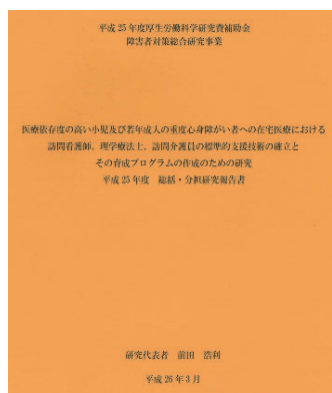 平成25年度厚生労働科学研究費補助金
障害者対策総合研究事業
医療依存度の高い小児及び若年成人の重度心身障がい者への在宅医療における
訪問看護師、理学療法士、訪問介護員の標準的支援技術の確立と
その育成プログラムの作成のための研究
平成25年度 総括・分担研究報告書
研究代表者 前田 浩利
平成26年3月